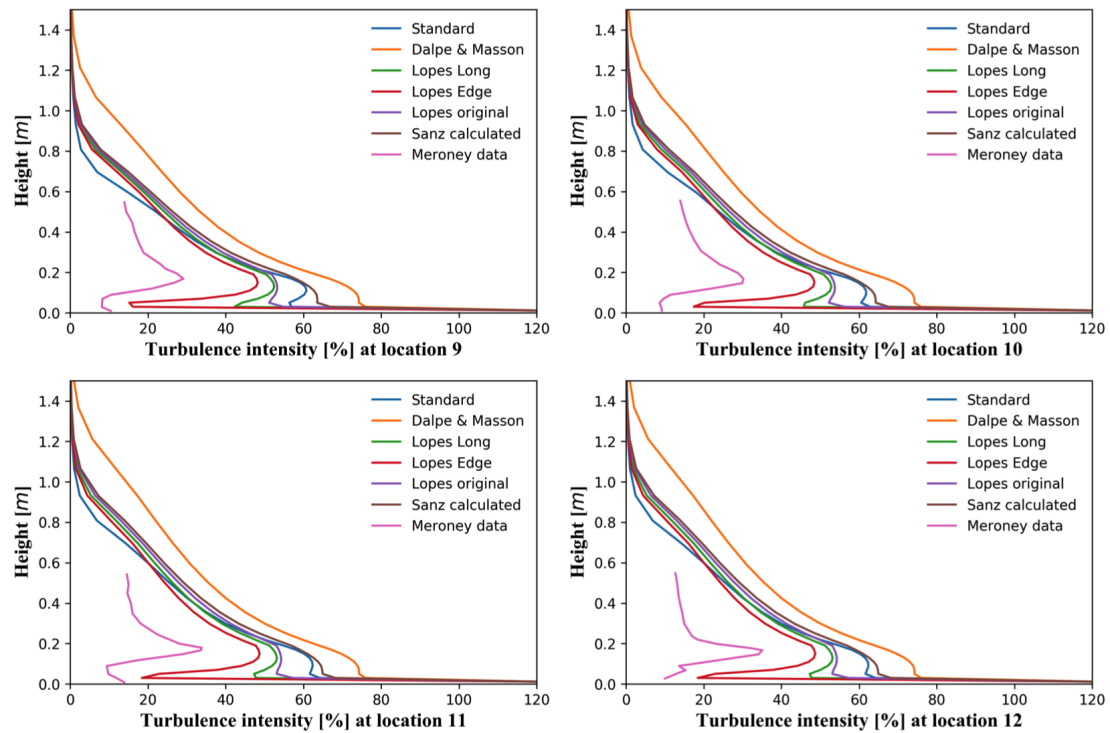 1.4
1.2
1.0
0.8
0.6
0.4
0.2
0.0
Height [m]
Standard
Dalpe & Masson
Lopes Long
Lopes Edge
Lopes original
Sanz calculated
Meroney data
0 20 40 60 80 100 120
Turbulence intensity [%] at location 9
1.4
1.2
1.0
0.8
0.6
0.4
0.2
0.0
Height [m]
Standard
Dalpe & Masson
Lopes Long
Lopes Edge
Lopes original
Sanz calculated
Meroney data
0 20 40 60 80 100 120
Turbulence intensity [%] at location 10
1.4
1.2
1.0
0.8
0.6
0.4
0.2
0.0
Height [m]
Standard
Dalpe & Masson
Lopes Long
Lopes Edge
Lopes original
Sanz calculated
Meroney data
0 20 40 60 80 100 120
Turbulence intensity [%] at location 11
1.4
1.2
1.0
0.8
0.6
0.4
0.2
0.0
Height [m]
Standard
Dalpe & Masson
Lopes Long
Lopes Edge
Lopes original
Sanz calculated
Meroney data
0 20 40 60 80 100 120
Turbulence intensity [%] at location 12